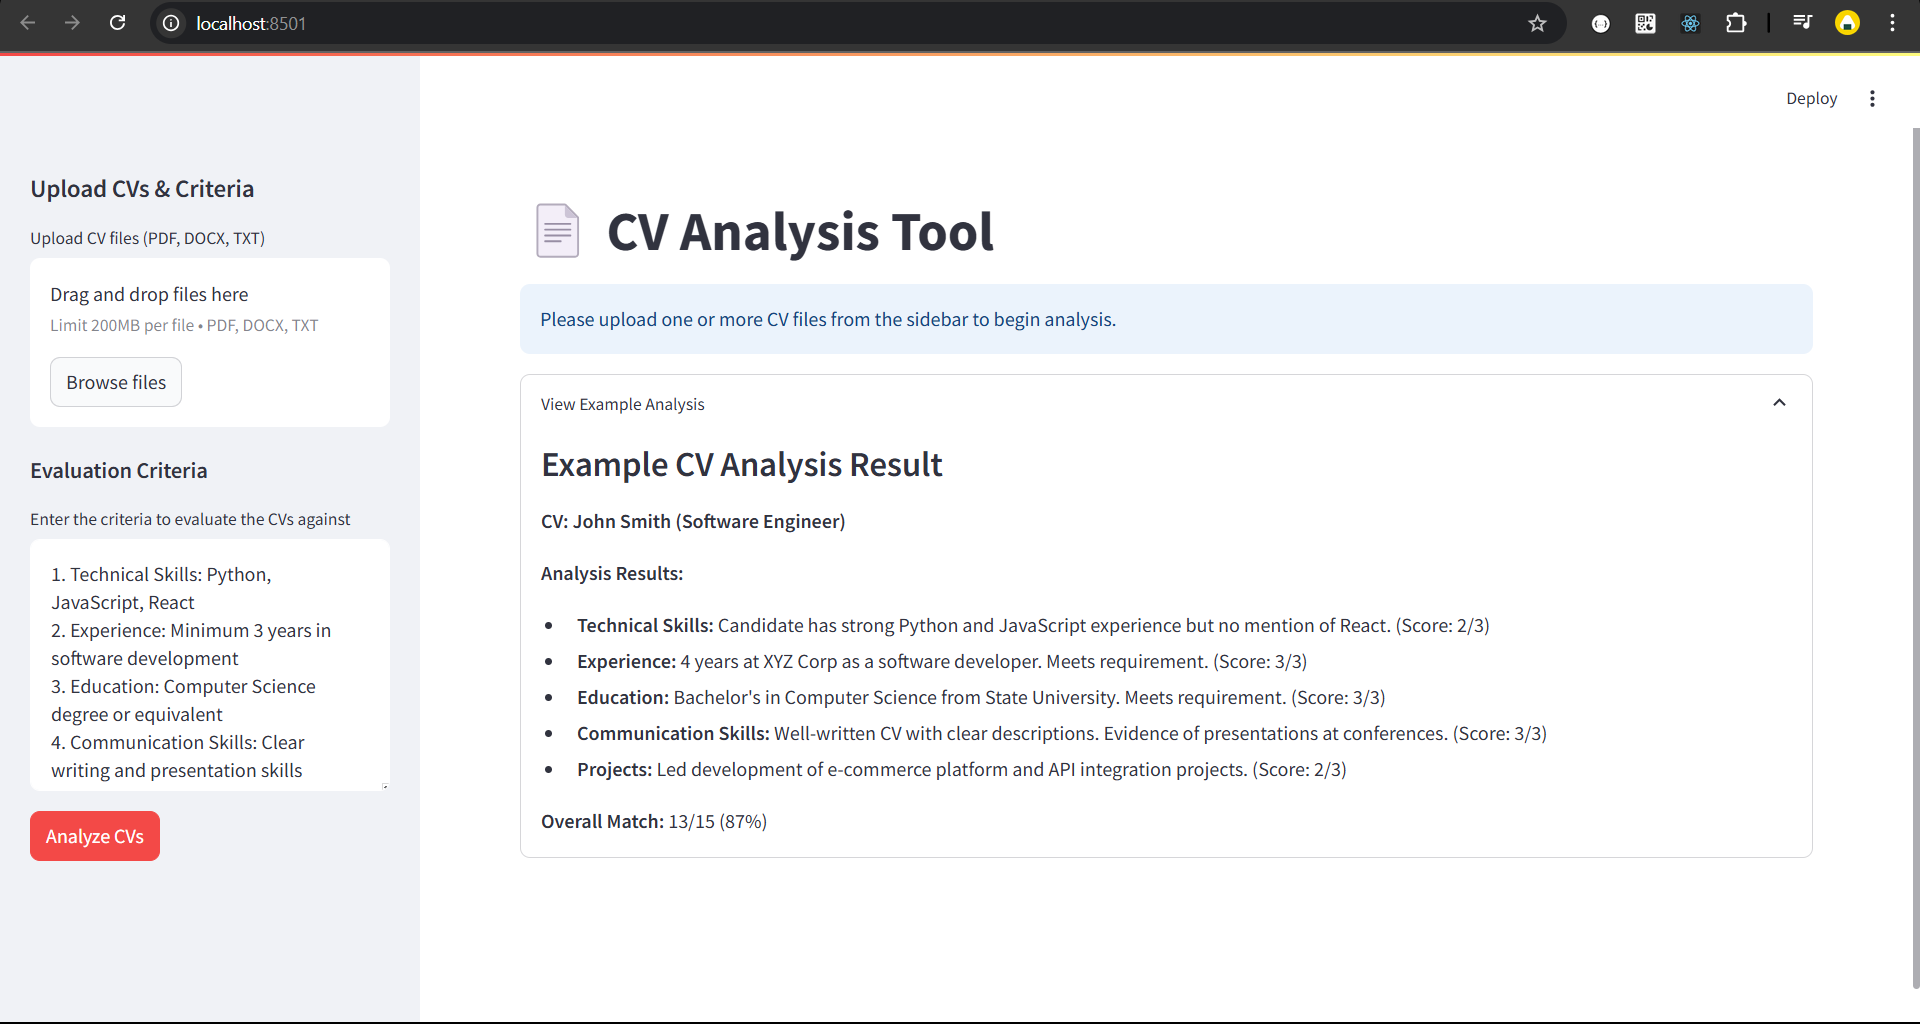 localhost:8501
Deploy
Upload CVs & Criteria
Upload CV files (PDF, DOCX, TXT)
Drag and drop files here
Limit 200MB per file • PDF, DOCX, TXT
Browse files
Evaluation Criteria
Enter the criteria to evaluate the CVs against
1. Technical Skills: Python,
JavaScript, React
2. Experience: Minimum 3 years in
software development
3. Education: Computer Science
degree or equivalent
4. Communication Skills: Clear
writing and presentation skills
Analyze CVs
CV Analysis Tool
Please upload one or more CV files from the sidebar to begin analysis.
View Example Analysis
Example CV Analysis Result
CV: John Smith (Software Engineer)
Analysis Results:
• Technical Skills: Candidate has strong Python and JavaScript experience but no mention of React. (Score: 2/3)
• Experience: 4 years at XYZ Corp as a software developer. Meets requirement. (Score: 3/3)
• Education: Bachelor's in Computer Science from State University. Meets requirement. (Score: 3/3)
• Communication Skills: Well-written CV with clear descriptions. Evidence of presentations at conferences. (Score: 3/3)
• Projects: Led development of e-commerce platform and API integration projects. (Score: 2/3)
Overall Match: 13/15 (87%)